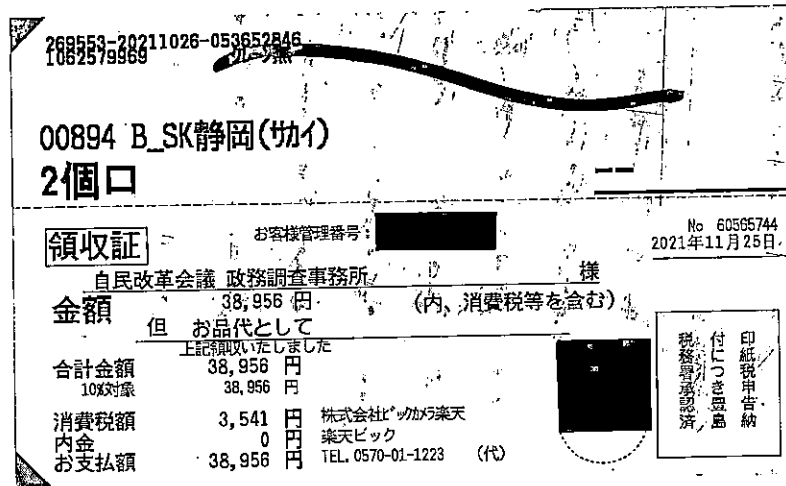 269553-20211026-053652846
1062579969
グレーゾ黒
00894 B_SK静岡(サカイ)
2個口
領収証
お客様管理番号
No 60565744
2021年11月25日
自民改革会議 政務調査事務所 様
金額 38,956 円 (内、消費税等を含む)
但 お品代として
上記領収いたしました
合計金額 38,956 円
10%対象 38,956 円
消費税額 3,541 円
内金 0 円
お支払額 38,956 円
株式会社ビックカメラ楽天
楽天ビック
TEL. 0570-01-1223 (代)
印紙税申告納
付につき豊島
税務署承認済